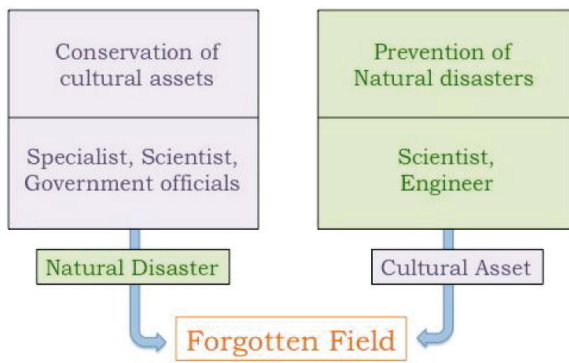 Conservation of
cultural assets
Specialist, Scientist,
Government officials
Natural Disaster
Prevention of
Natural disasters
Scientist,
Engineer
Cultural Asset
Forgotten Field